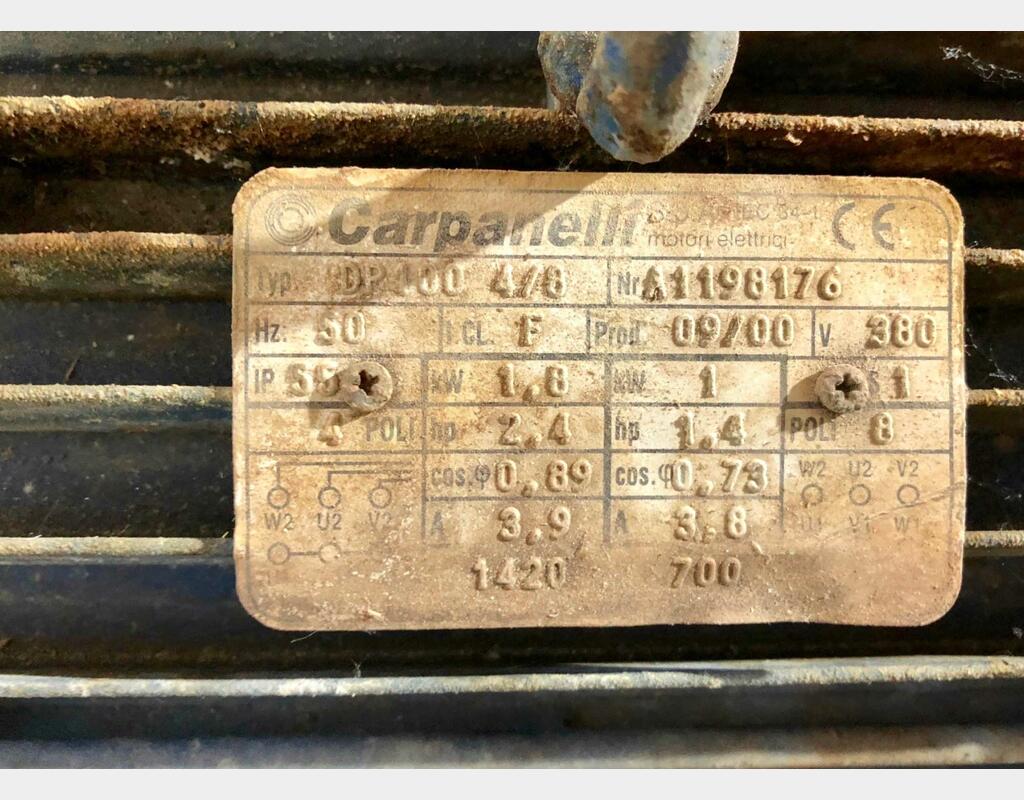 Carpanelli motori elettrici CE
Typ. DP100 4/8 Nr A1198176
Hz. 50 I CL. F Prod. 09/00 V 380
IP 55 kW 1,8 kW 1 S 1
4 POLI hp 2,4 hp 1,4 POLI 8
cos.φ 0,89 cos.φ 0,73 W2 U2 V2
W2 U2 V2 A 3,9 A 3,8 U1 V1 W1
1420 700